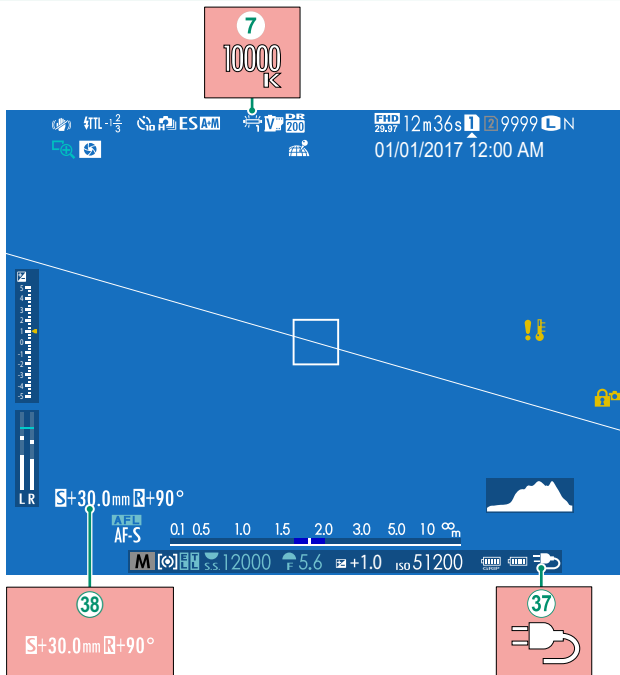 7
10000
K
TTL -1 2/3 10 H ES A+M V DR 200 FHD 29.97 12m36s 1 2 9999 L N
01/01/2017 12:00 AM
5
4
3
2
1
0
-1
-2
-3
-4
-5
L R
S+30.0mm R+90°
AFL
AF-S
0.1 0.5 1.0 1.5 2.0 3.0 5.0 10 ∞ m
M EL TL S.S. 12000 F 5.6 +1.0 ISO 51200
38
S+30.0mm R+90°
37